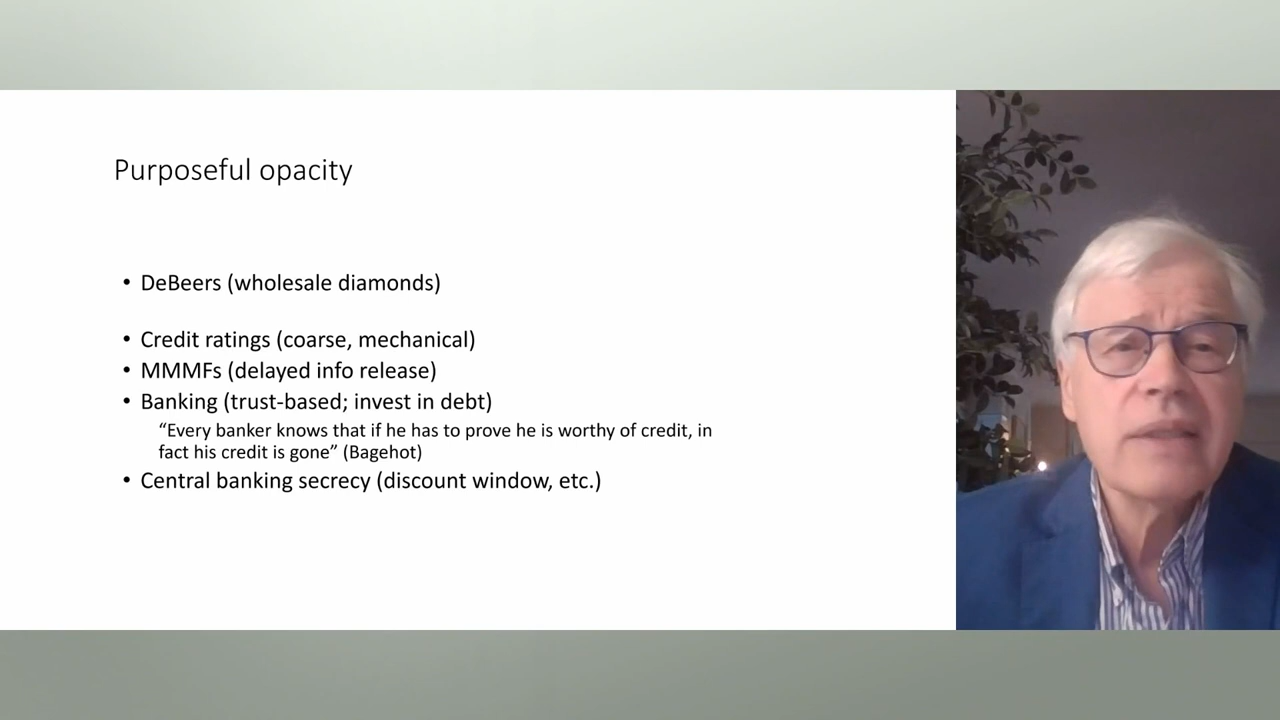 Purposeful opacity
• DeBeers (wholesale diamonds)
• Credit ratings (coarse, mechanical)
• MMMFs (delayed info release)
• Banking (trust-based; invest in debt)
“Every banker knows that if he has to prove he is worthy of credit, in
fact his credit is gone” (Bagehot)
• Central banking secrecy (discount window, etc.)